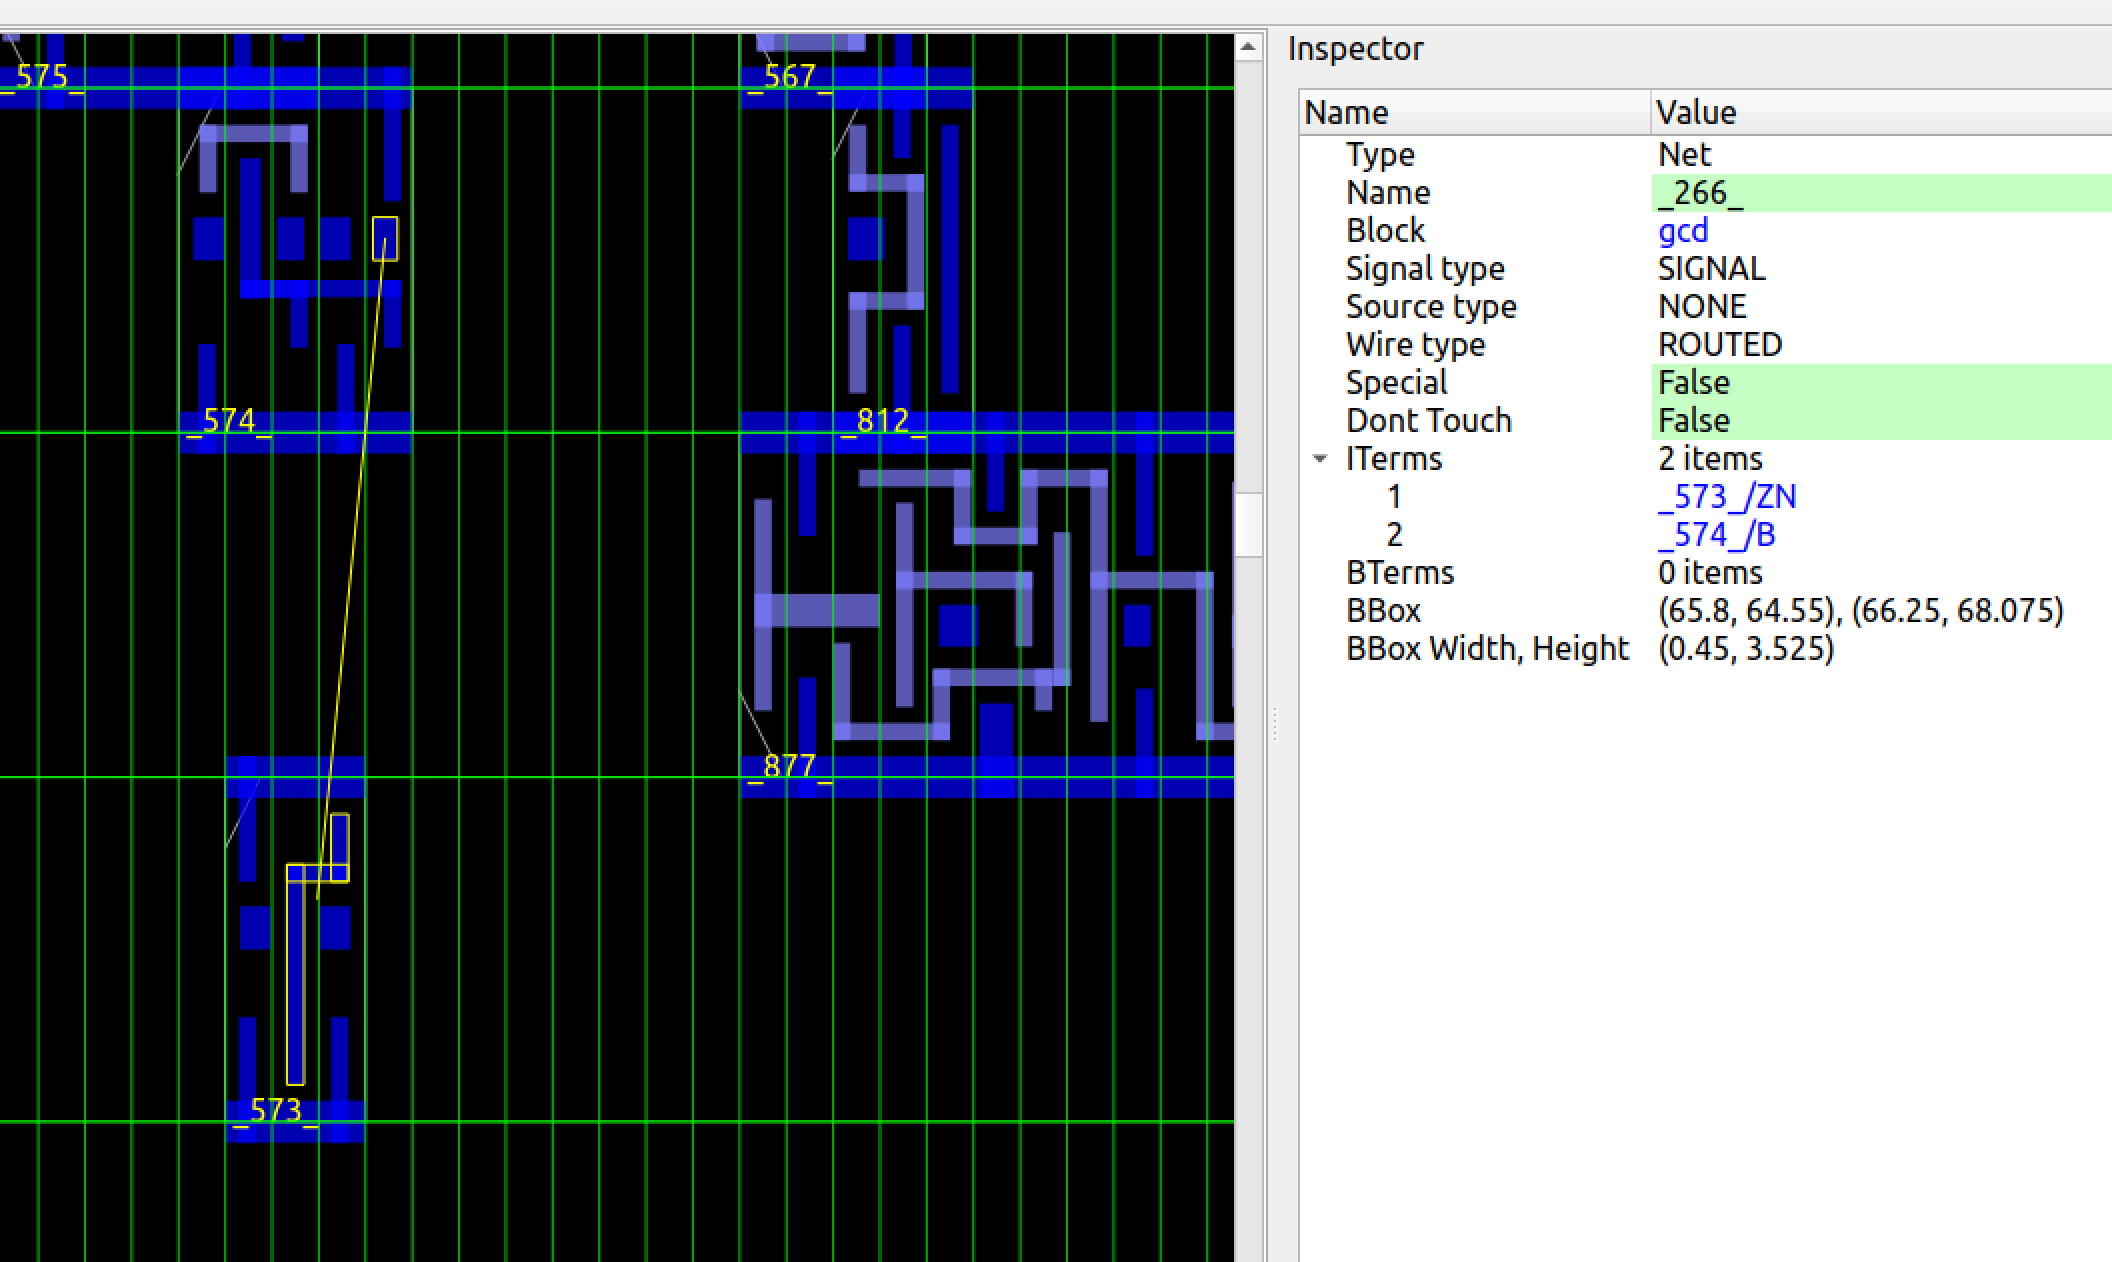 _575_
_567_
_574_
_812_
_877_
_573_
Inspector
Name Value
Type Net
Name _266_
Block gcd
Signal type SIGNAL
Source type NONE
Wire type ROUTED
Special False
Dont Touch False
ITerms 2 items
1 _573_/ZN
2 _574_/B
BTerms 0 items
BBox (65.8, 64.55), (66.25, 68.075)
BBox Width, Height (0.45, 3.525)